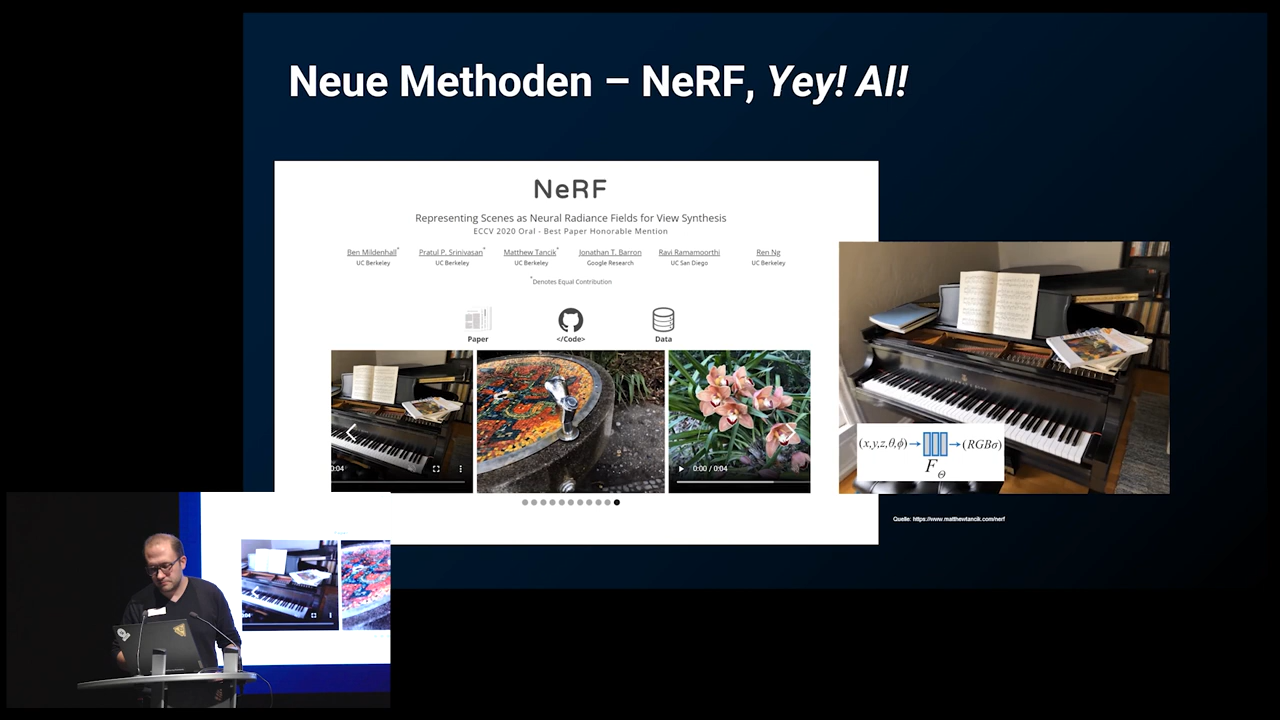 Neue Methoden – NeRF, Yey! AI!
NeRF
Representing Scenes as Neural Radiance Fields for View Synthesis
ECCV 2020 Oral - Best Paper Honorable Mention
Ben Mildenhall* Pratul P. Srinivasan* Matthew Tancik* Jonathan T. Barron Ravi Ramamoorthi Ren Ng
UC Berkeley UC Berkeley UC Berkeley Google Research UC San Diego UC Berkeley
*Denotes Equal Contribution
Paper </Code> Data
0:04 0:00 / 0:04
(x,y,z,θ,ϕ) → → (RGBσ)
F_Θ
Quelle: https://www.matthewtancik.com/nerf